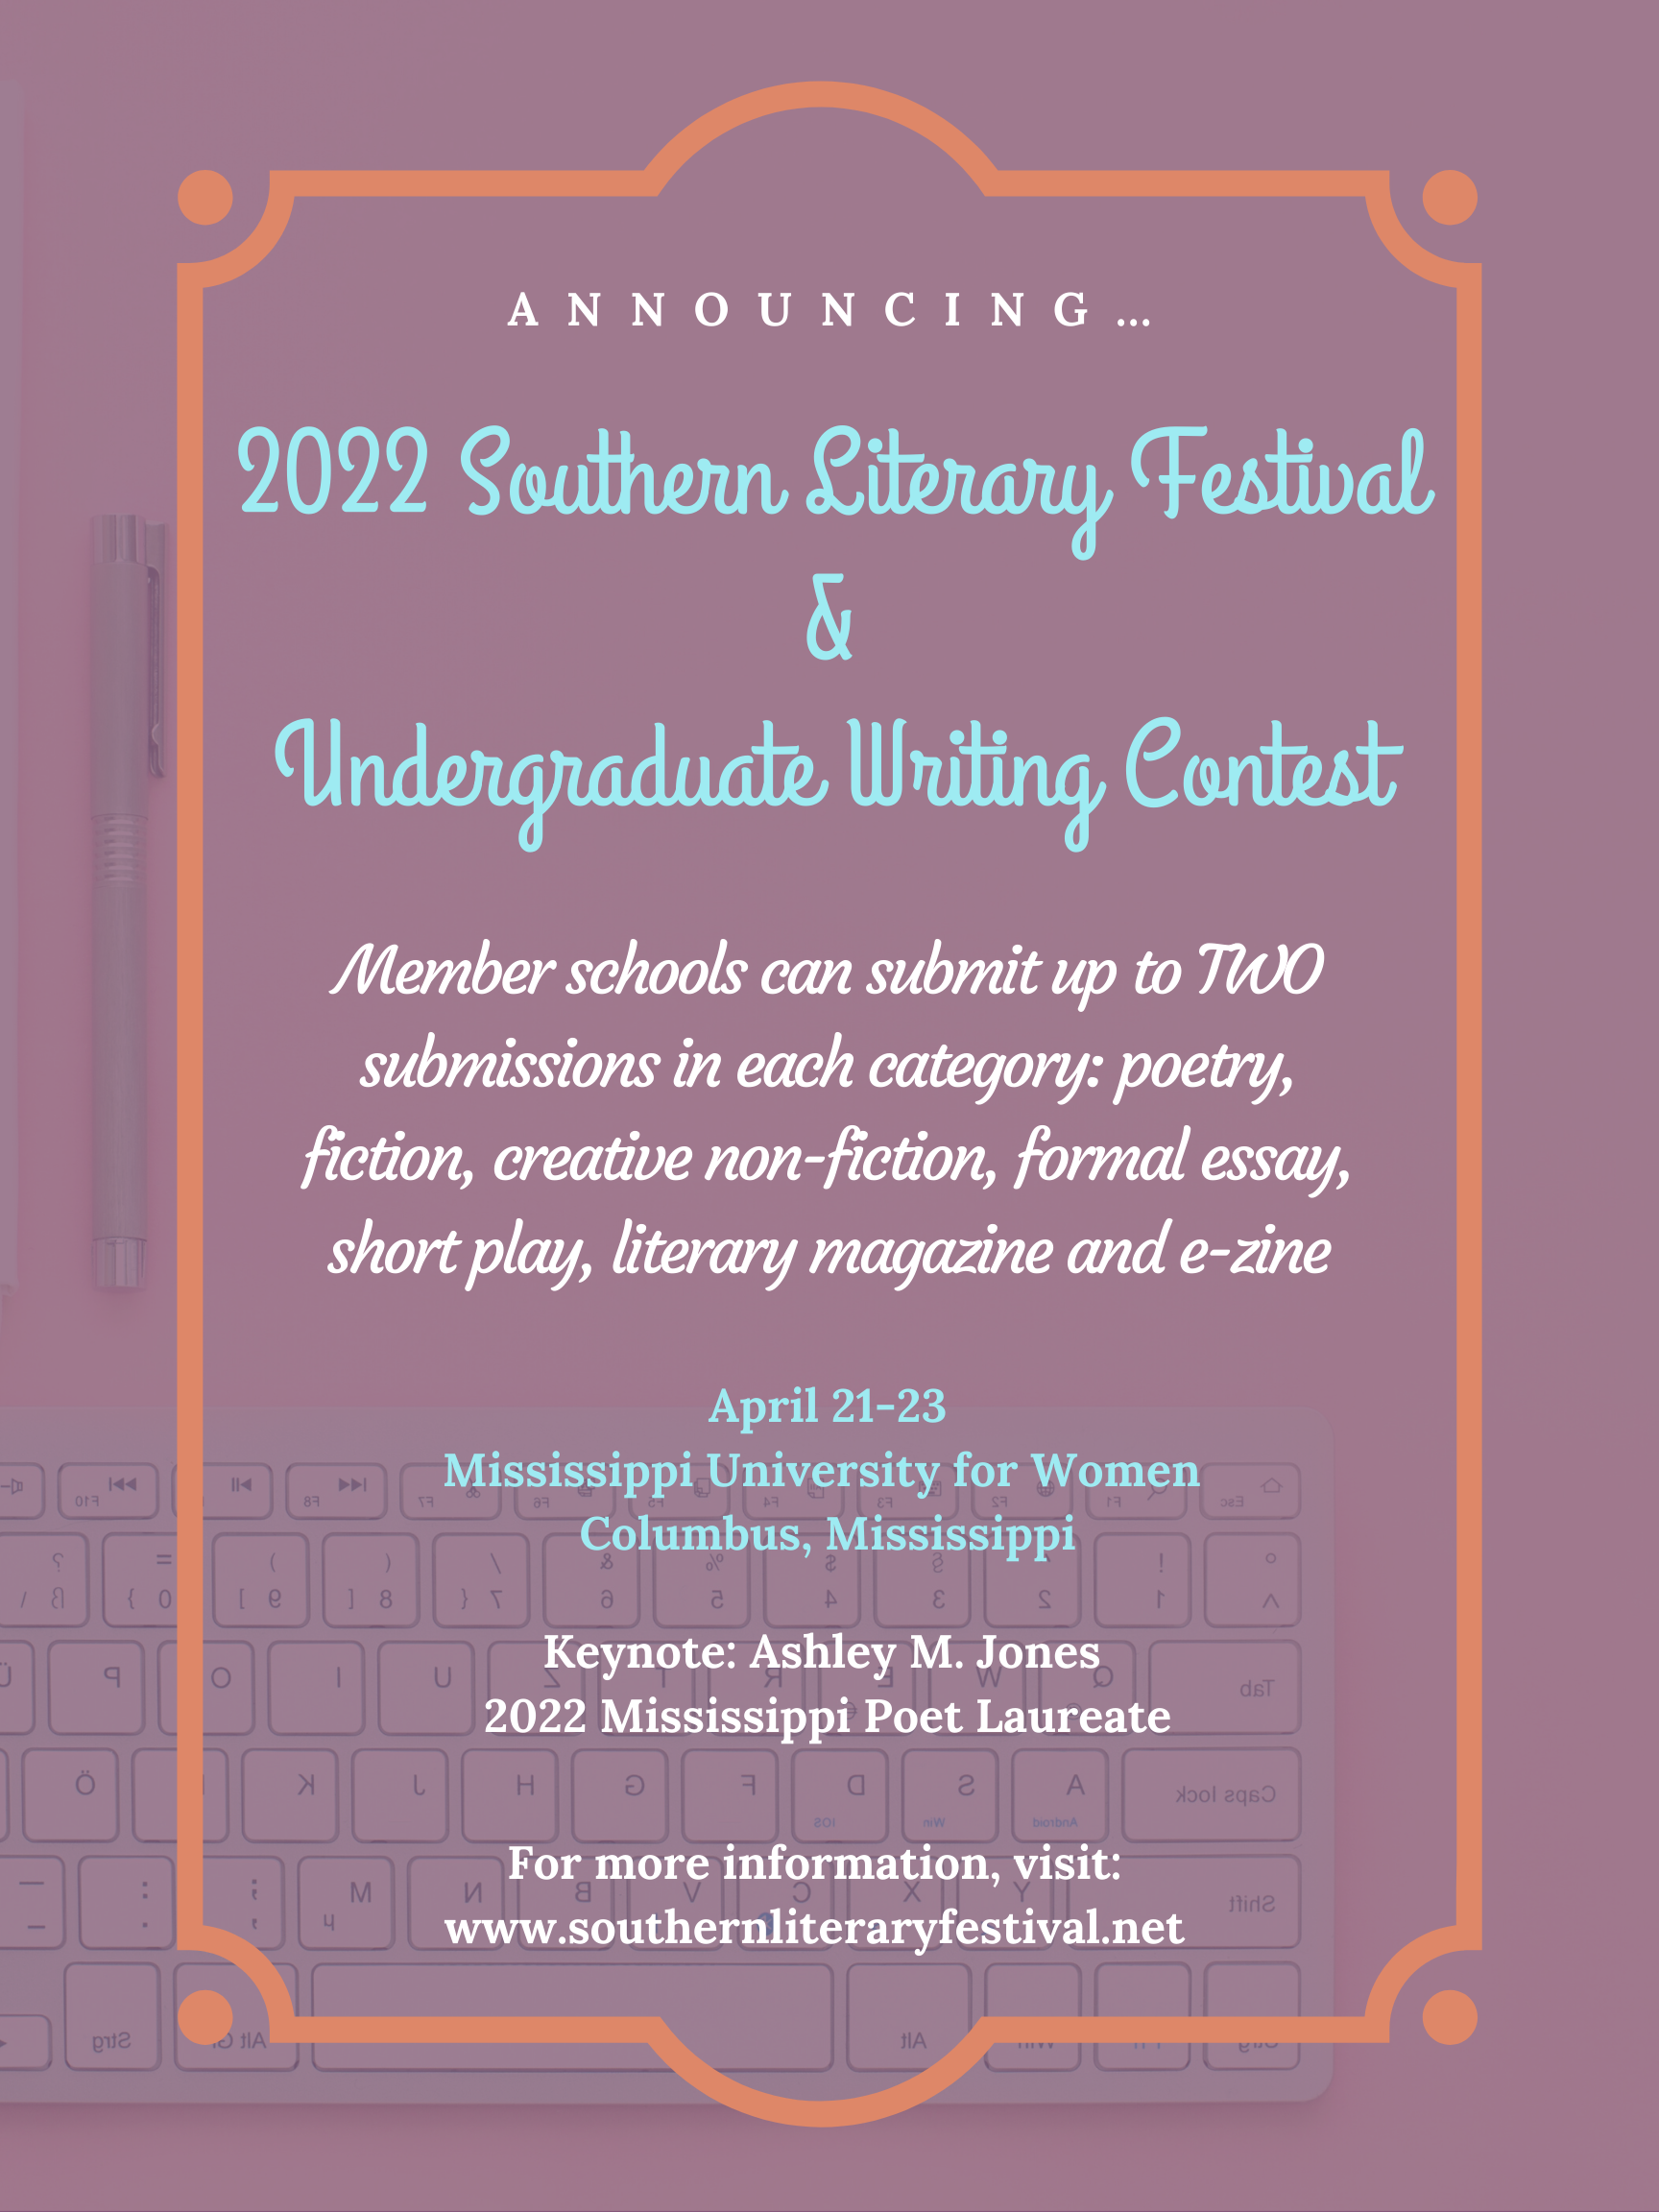 ANNOUNCING...
2022 Southern Literary Festival
&
Undergraduate Writing Contest
Member schools can submit up to TWO
submissions in each category: poetry,
fiction, creative non-fiction, formal essay,
short play, literary magazine and e-zine
April 21-23
Mississippi University for Women
Columbus, Mississippi
Keynote: Ashley M. Jones
2022 Mississippi Poet Laureate
For more information, visit:
www.southernliteraryfestival.net